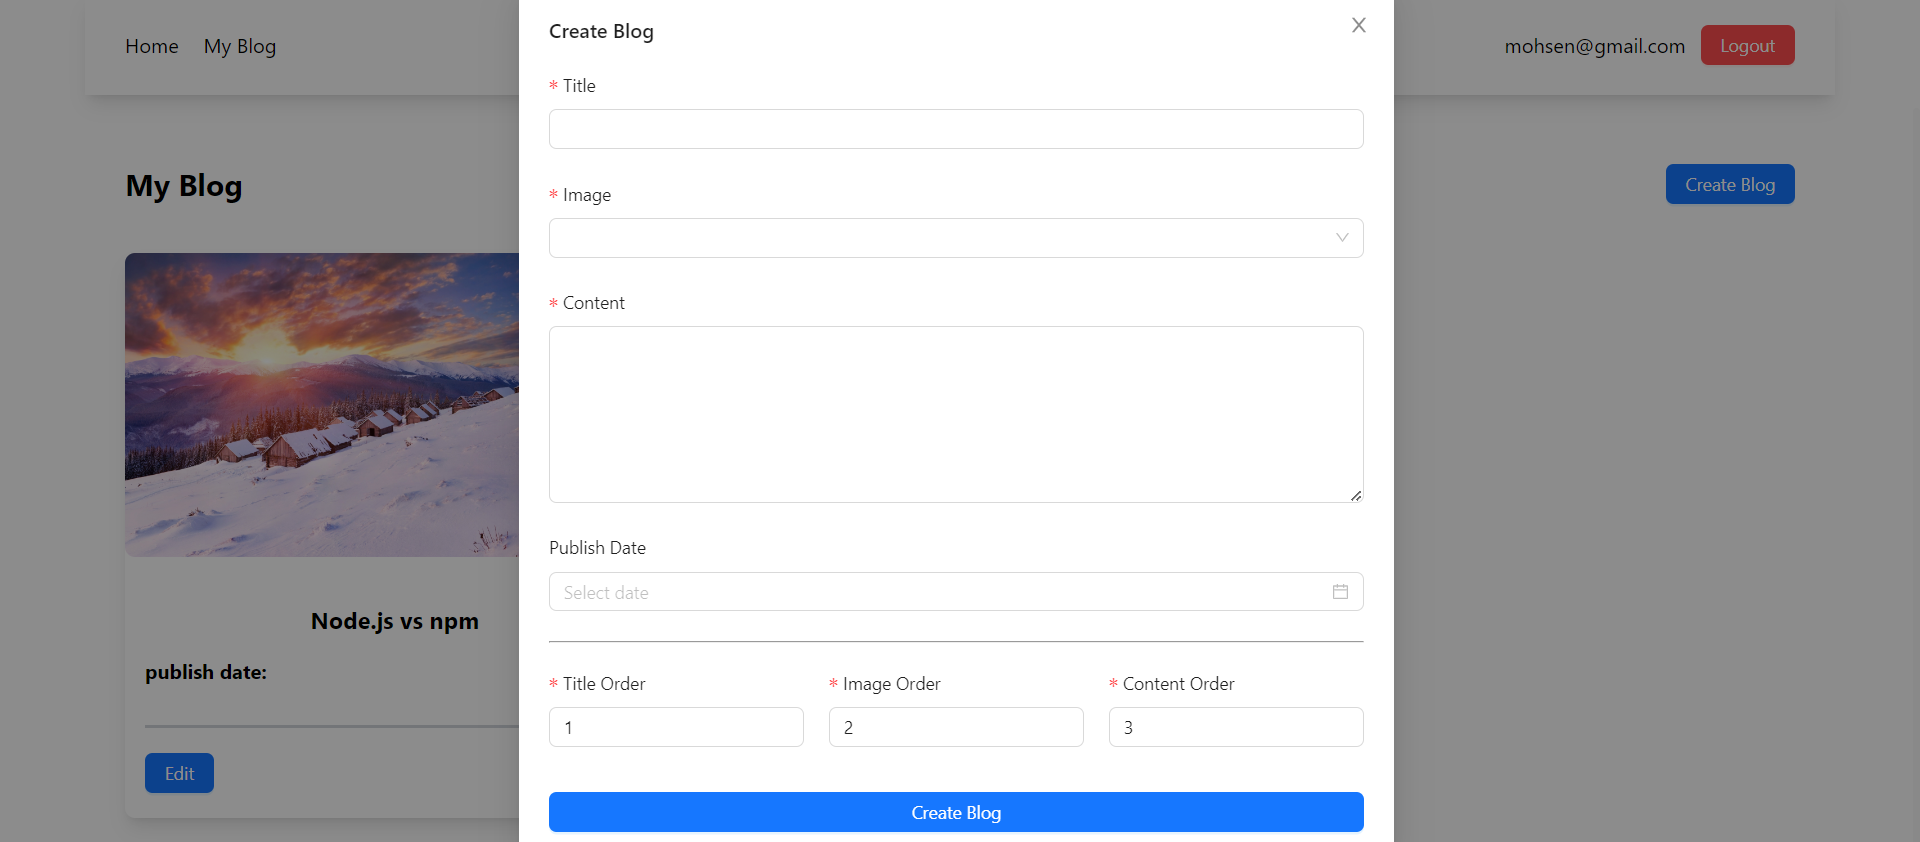 Home My Blog
mohsen@gmail.com Logout
My Blog
Create Blog
Node.js vs npm
publish date:
Edit
Create Blog
* Title
* Image
* Content
Publish Date
Select date
* Title Order * Image Order * Content Order
1 2 3
Create Blog